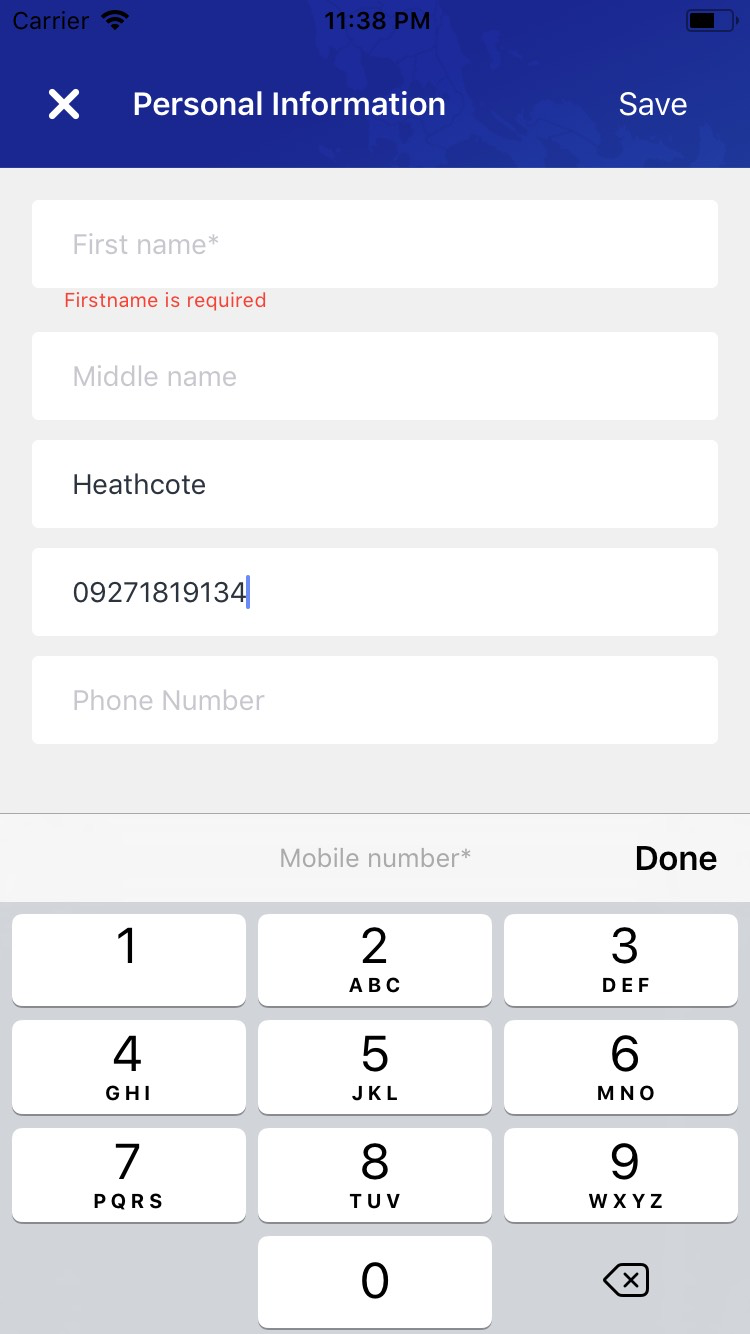 Carrier 11:38 PM
Personal Information Save
First name*
Firstname is required
Middle name
Heathcote
09271819134
Phone Number
Mobile number* Done
1 2 3
ABC DEF
4 5 6
GHI JKL MNO
7 8 9
PQRS TUV WXYZ
0